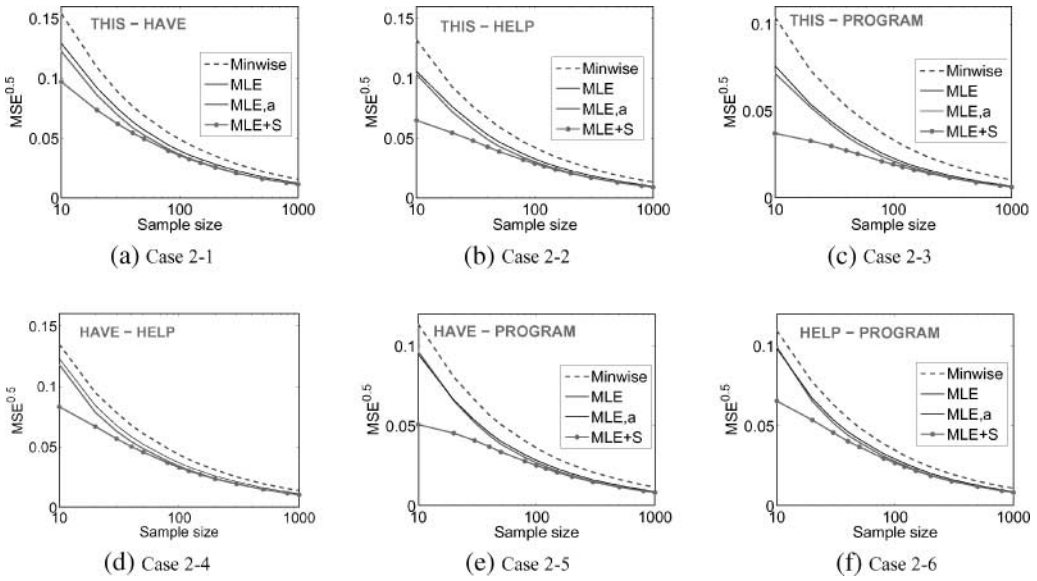 THIS – HAVE
0.15
0.1
0.05
0
MSE^0.5
Minwise
MLE
MLE,a
MLE+S
10 100 1000
Sample size
(a) Case 2-1
THIS – HELP
0.15
0.1
0.05
0
MSE^0.5
Minwise
MLE
MLE,a
MLE+S
10 100 1000
Sample size
(b) Case 2-2
THIS – PROGRAM
0.1
0.05
0
MSE^0.5
Minwise
MLE
MLE,a
MLE+S
10 100 1000
Sample size
(c) Case 2-3
HAVE – HELP
0.15
0.1
0.05
0
MSE^0.5
10 100 1000
Sample size
(d) Case 2-4
HAVE – PROGRAM
0.1
0.05
0
MSE^0.5
Minwise
MLE
MLE,a
MLE+S
10 100 1000
Sample size
(e) Case 2-5
HELP – PROGRAM
0.1
0.05
0
MSE^0.5
Minwise
MLE
MLE,a
MLE+S
10 100 1000
Sample size
(f) Case 2-6